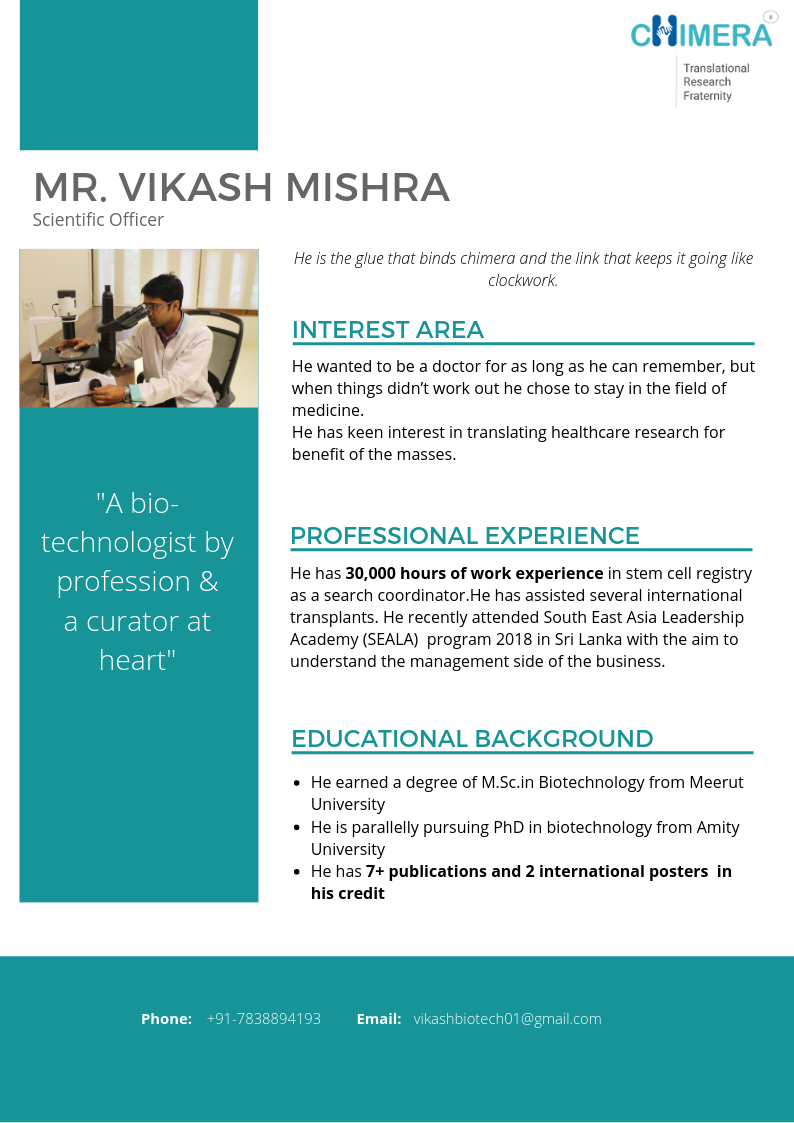 CHIMERA
Translational
Research
Fraternity
MR. VIKASH MISHRA
Scientific Officer
He is the glue that binds chimera and the link that keeps it going like
clockwork.
INTEREST AREA
He wanted to be a doctor for as long as he can remember, but
when things didn’t work out he chose to stay in the field of
medicine.
He has keen interest in translating healthcare research for
benefit of the masses.
"A bio-
technologist by
profession &
a curator at
heart"
PROFESSIONAL EXPERIENCE
He has 30,000 hours of work experience in stem cell registry
as a search coordinator.He has assisted several international
transplants. He recently attended South East Asia Leadership
Academy (SEALA)  program 2018 in Sri Lanka with the aim to
understand the management side of the business.
EDUCATIONAL BACKGROUND
• He earned a degree of M.Sc.in Biotechnology from Meerut
University
• He is parallelly pursuing PhD in biotechnology from Amity
University
• He has 7+ publications and 2 international posters  in
his credit
Phone: +91-7838894193 Email: vikashbiotech01@gmail.com